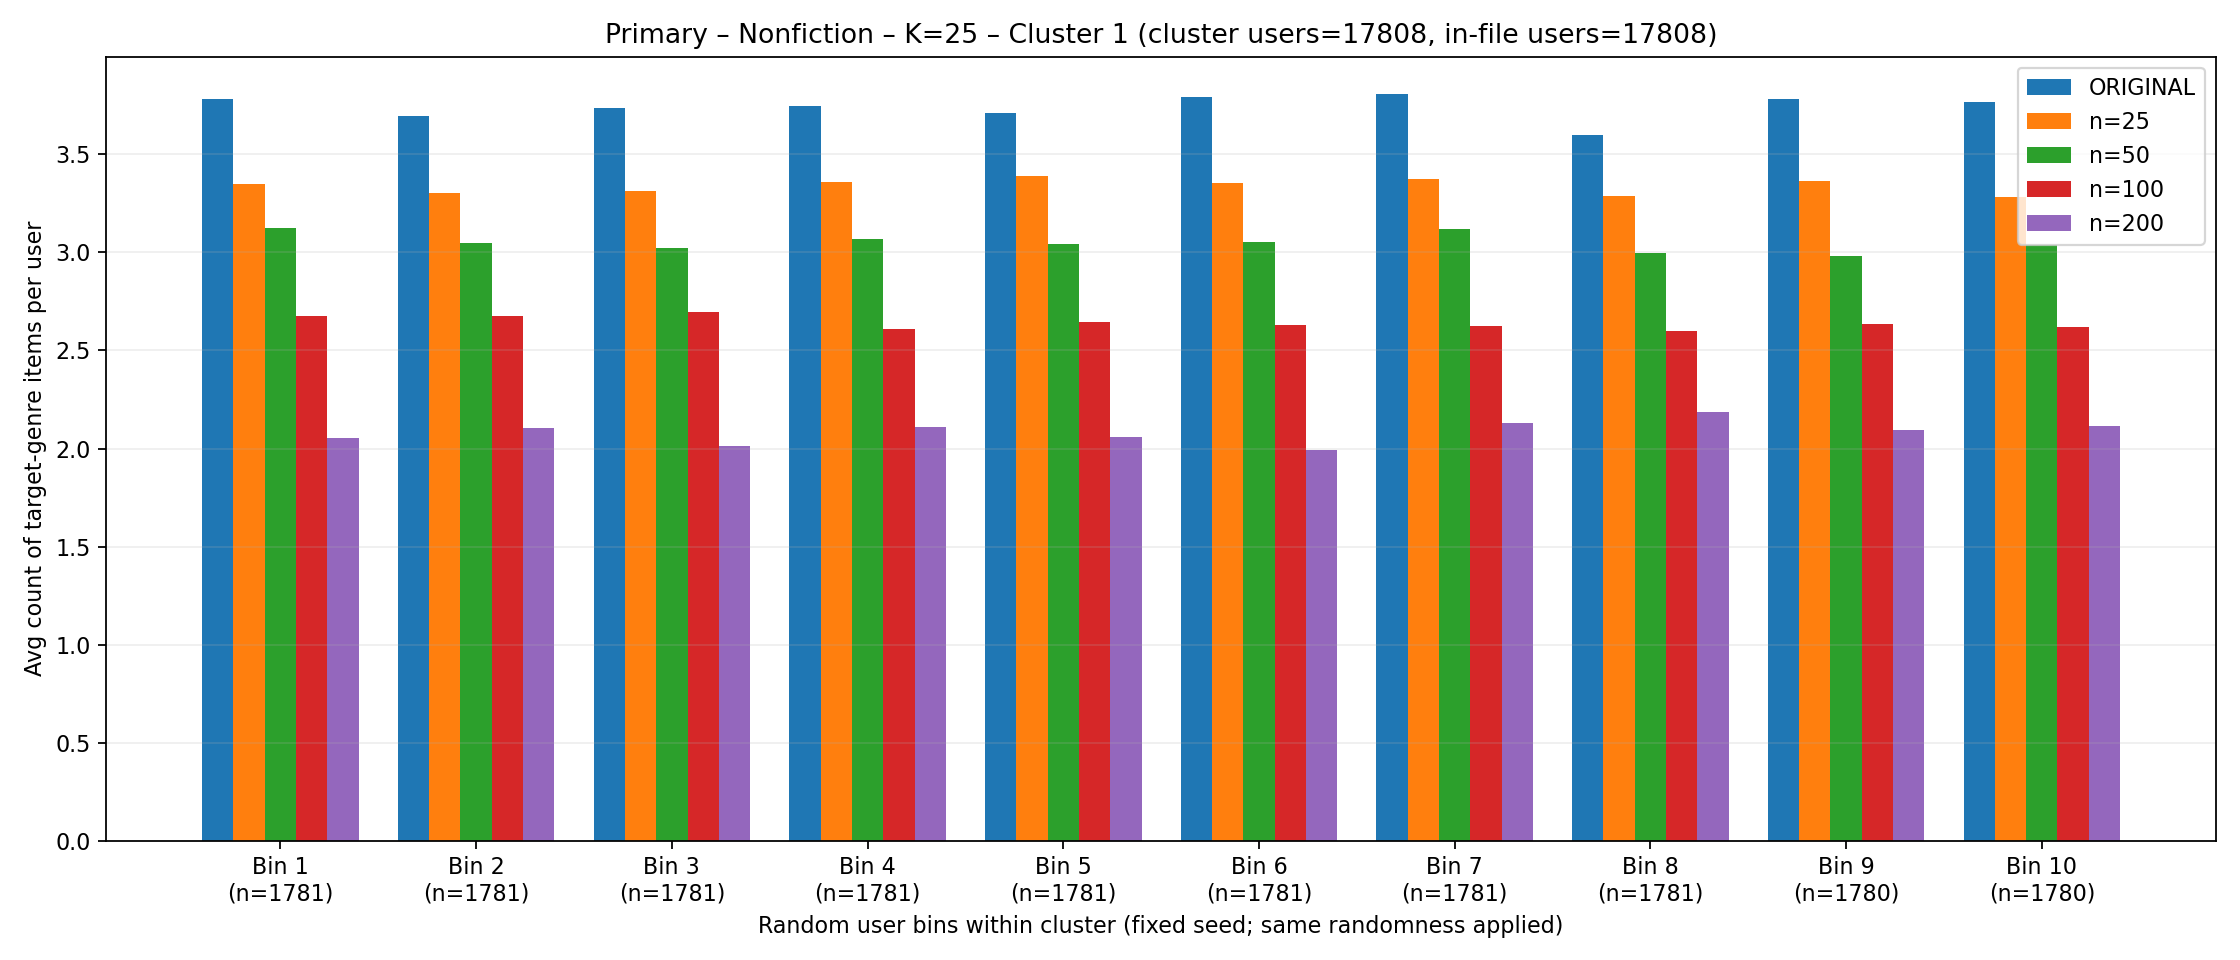 Primary – Nonfiction – K=25 – Cluster 1 (cluster users=17808, in-file users=17808)
ORIGINAL
n=25
n=50
n=100
n=200
Avg count of target-genre items per user
3.5
3.0
2.5
2.0
1.5
1.0
0.5
0.0
Bin 1 Bin 2 Bin 3 Bin 4 Bin 5 Bin 6 Bin 7 Bin 8 Bin 9 Bin 10
(n=1781) (n=1781) (n=1781) (n=1781) (n=1781) (n=1781) (n=1781) (n=1781) (n=1780) (n=1780)
Random user bins within cluster (fixed seed; same randomness applied)